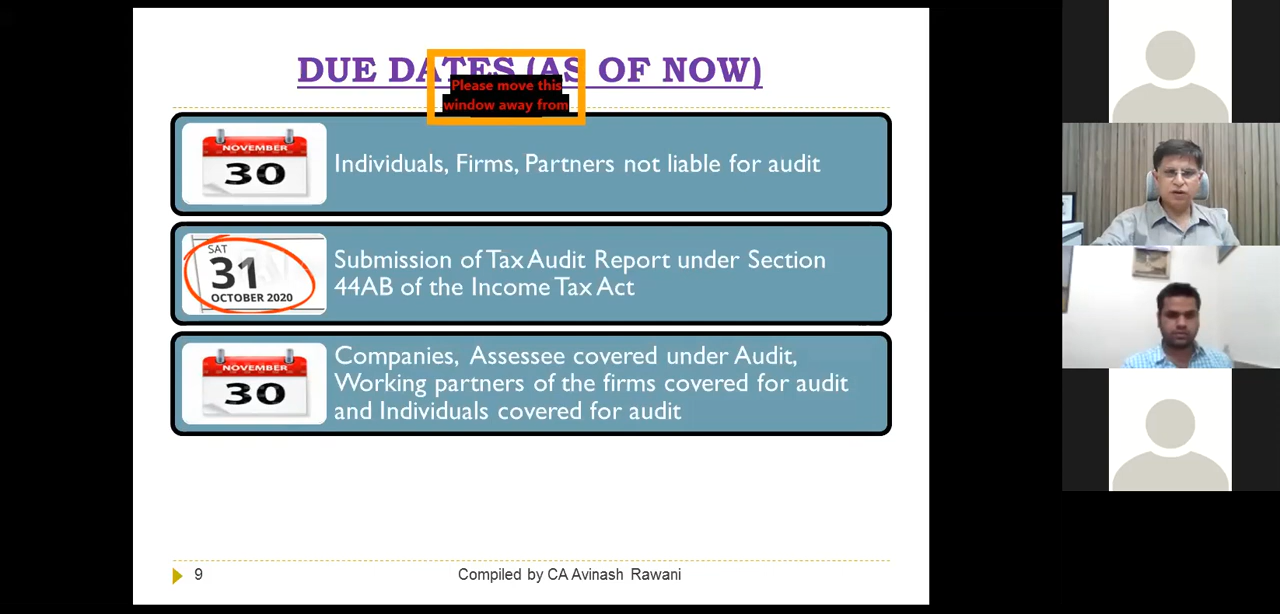 DUE DATES (AS OF NOW)
Please move this
window away from
NOVEMBER
30
Individuals, Firms, Partners not liable for audit
SAT
31
OCTOBER 2020
Submission of Tax Audit Report under Section
44AB of the Income Tax Act
NOVEMBER
30
Companies, Assessee covered under Audit,
Working partners of the firms covered for audit
and Individuals covered for audit
9
Compiled by CA Avinash Rawani